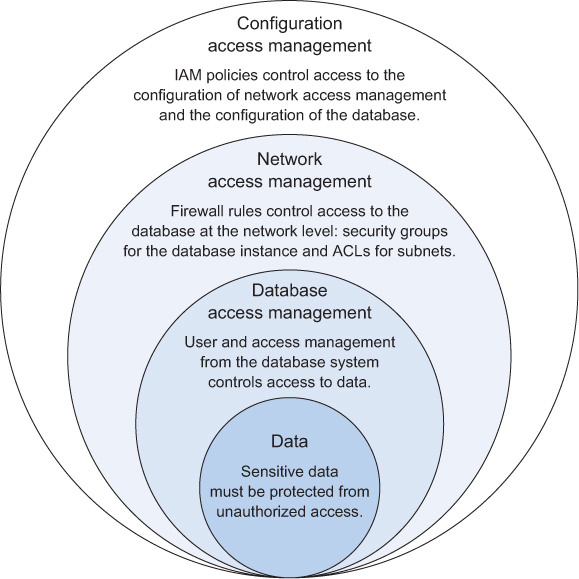 Configuration
access management
IAM policies control access to the
configuration of network access management
and the configuration of the database.
Network
access management
Firewall rules control access to the
database at the network level: security groups
for the database instance and ACLs for subnets.
Database
access management
User and access management
from the database system
controls access to data.
Data
Sensitive data
must be protected from
unauthorized access.